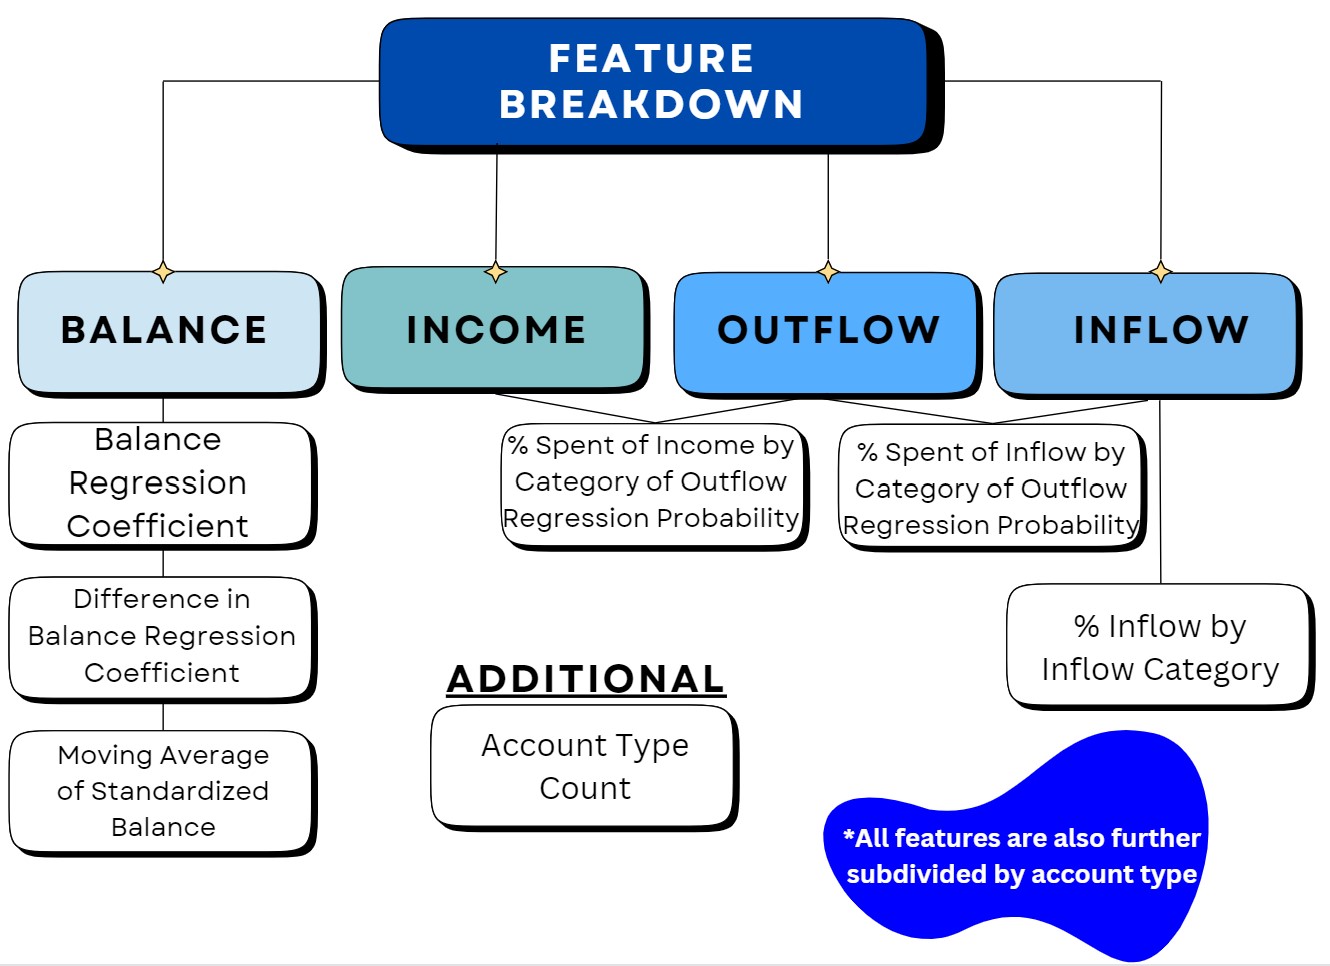 FEATURE
BREAKDOWN
BALANCE
INCOME
OUTFLOW
INFLOW
Balance
Regression
Coefficient
% Spent of Income by
Category of Outflow
Regression Probability
% Spent of Inflow by
Category of Outflow
Regression Probability
Difference in
Balance Regression
Coefficient
% Inflow by
Inflow Category
Moving Average
of Standardized
Balance
ADDITIONAL
Account Type
Count
*All features are also further
subdivided by account type